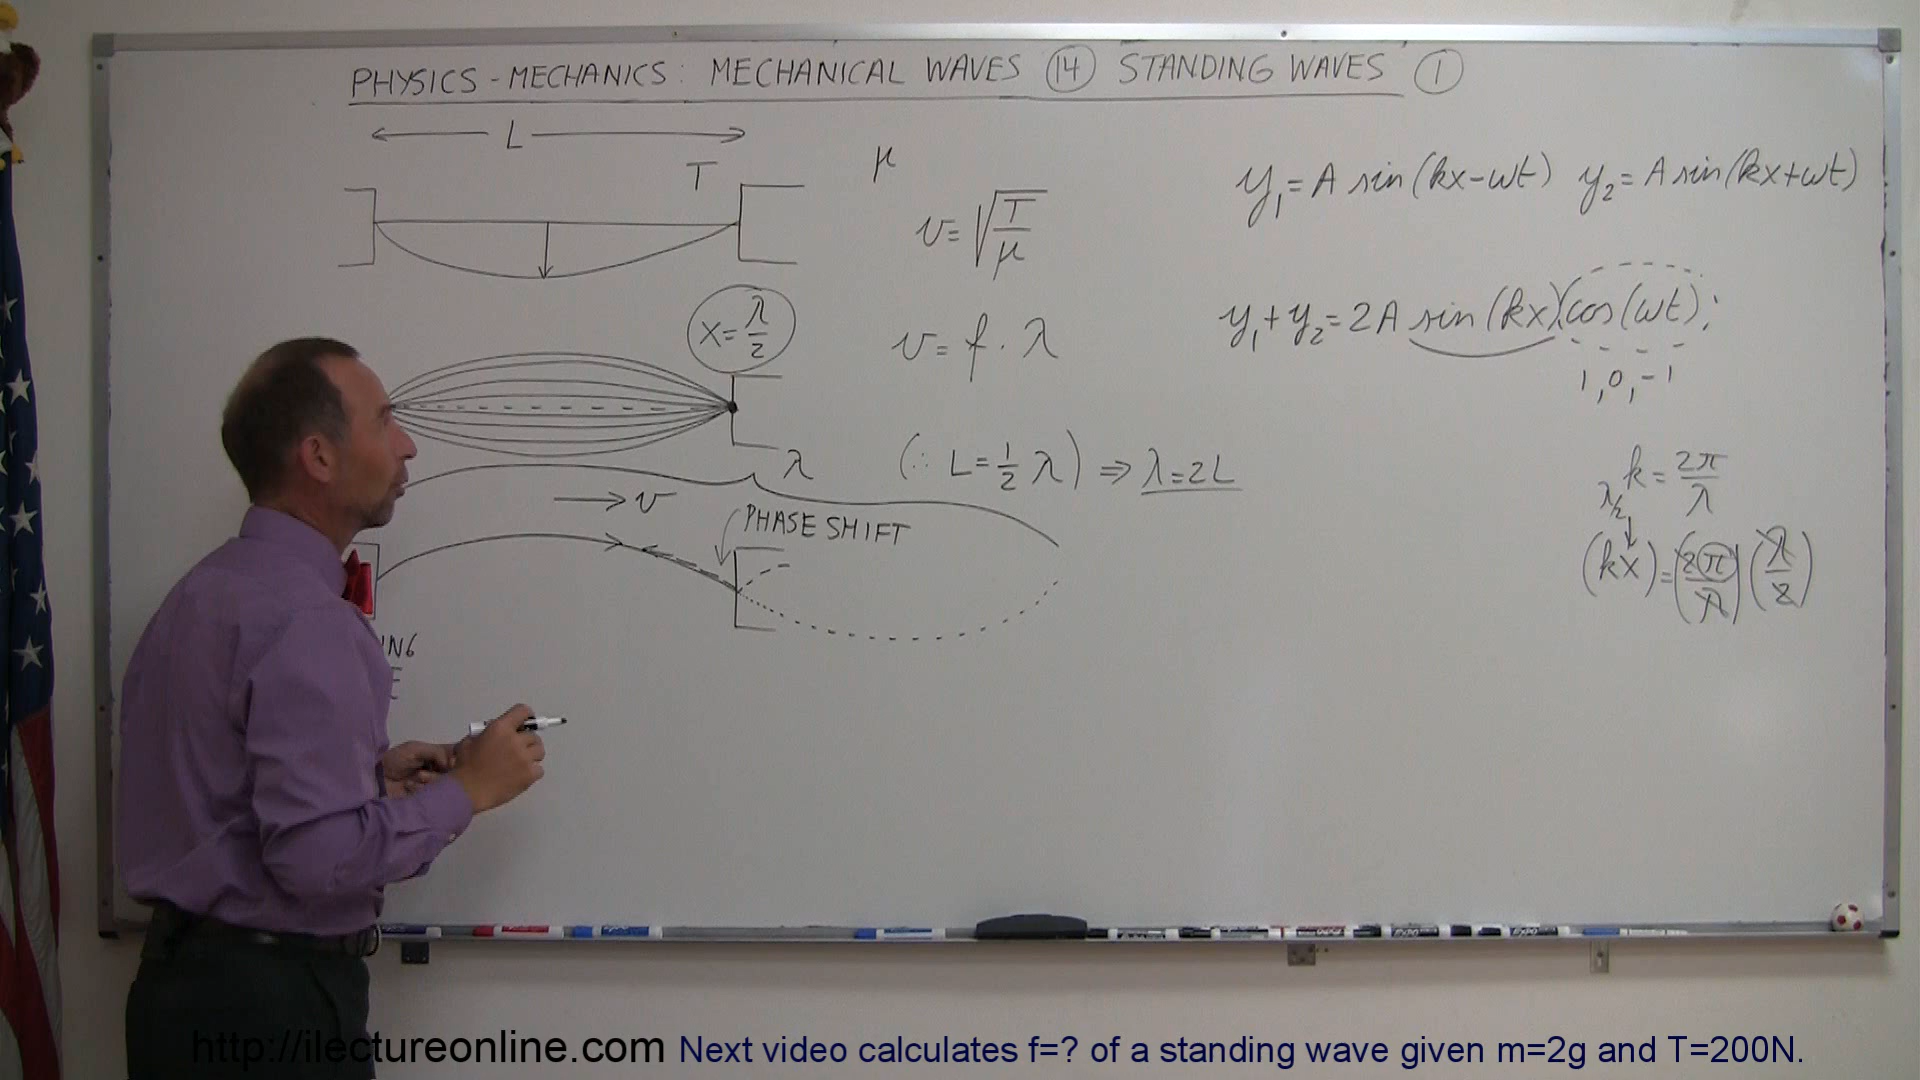 PHYSICS - MECHANICS: MECHANICAL WAVES 14 STANDING WAVES 1
L
T
μ
v = √(T/μ)
y₁ = A sin(kx-ωt) y₂ = A sin(kx+ωt)
x = λ/2
v = f · λ
y₁ + y₂ = 2A sin(kx)(cos(ωt);
1, 0, -1
λ
(∴ L = 1/2 λ) ⇒ λ = 2L
k = 2π/λ
→ v
PHASE SHIFT
λ/2
(kx) = (2π/λ)(λ/2)
http://ilectureonline.com Next video calculates f=? of a standing wave given m=2g and T=200N.